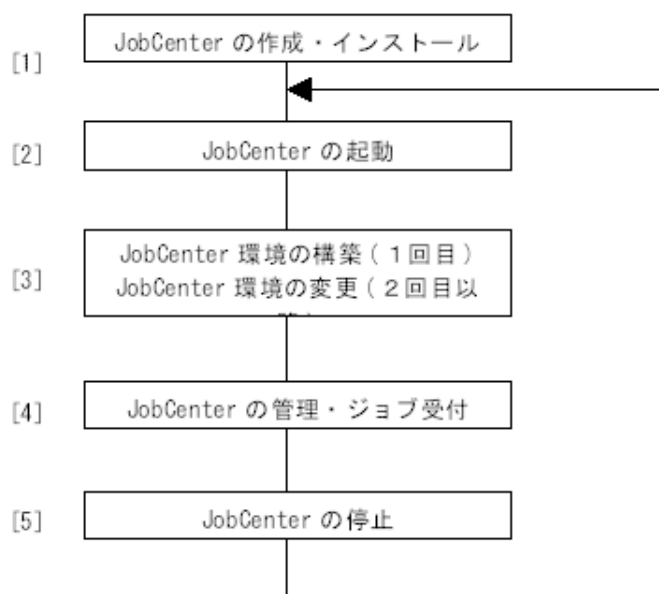 [1] JobCenter の作成・インストール
[2] JobCenter の起動
JobCenter 環境の構築(1回目)
[3] JobCenter 環境の変更(2回目以
[4] JobCenter の管理・ジョブ受付
[5] JobCenter の停止